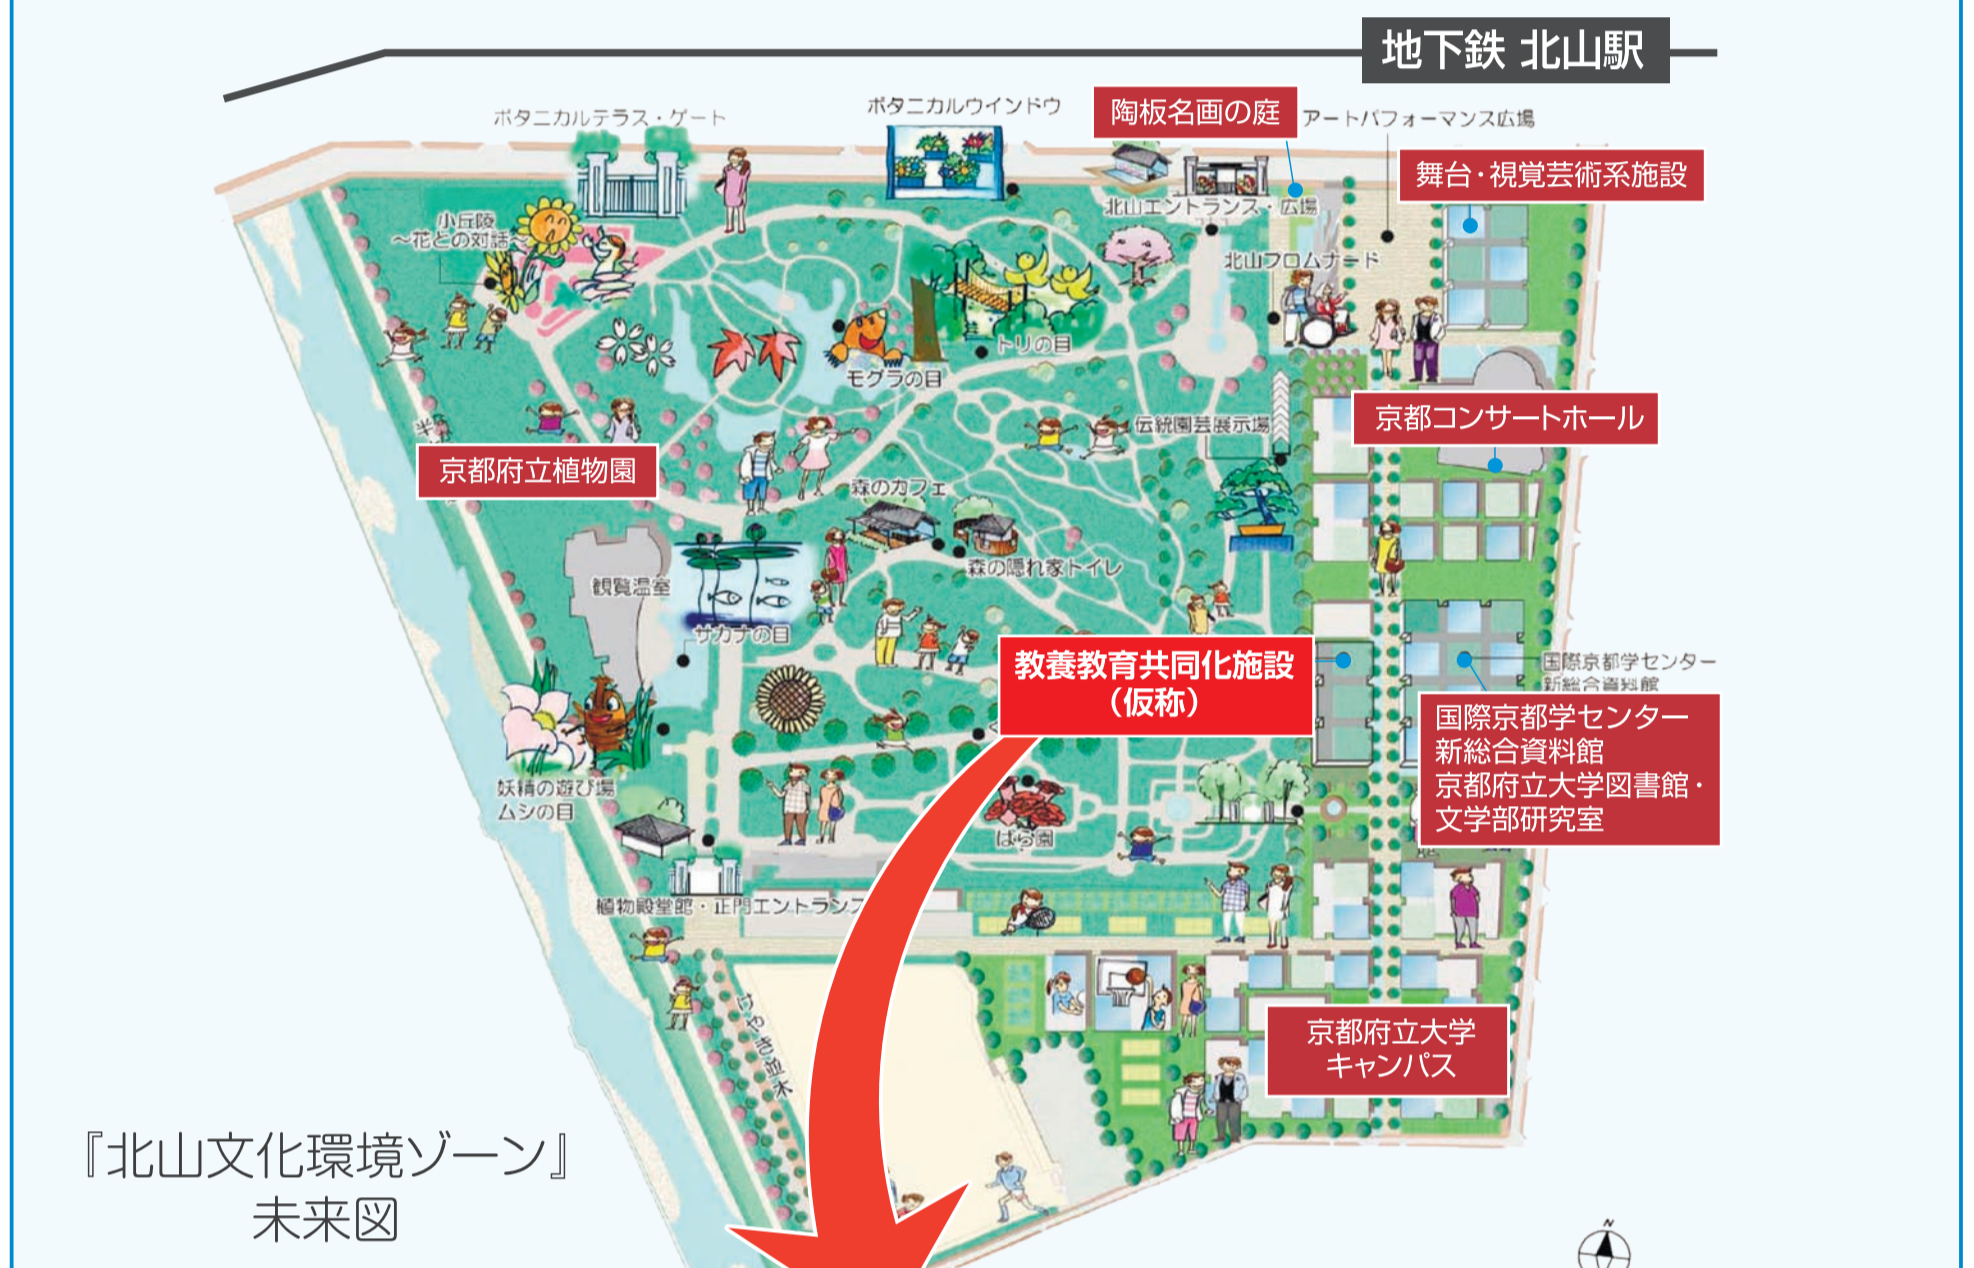 地下鉄 北山駅
ボタニカルテラス・ゲート
ボタニカルウインドウ
陶板名画の庭
アートパフォーマンス広場
舞台・視覚芸術系施設
北山エントランス・広場
小丘陵
～花との対話～
北山プロムナード
トリの目
モグラの目
京都コンサートホール
伝統園芸展示場
京都府立植物園
森のカフェ
森の隠れ家トイレ
観覧温室
サカナの目
教養教育共同化施設
（仮称）
国際京都学センター
新総合資料館
国際京都学センター
新総合資料館
京都府立大学図書館・
文学部研究室
妖精の遊び場
ムシの目
ばら園
植物殿堂館・正門エントランス
けやき並木
京都府立大学
キャンパス
『北山文化環境ゾーン』
未来図
N